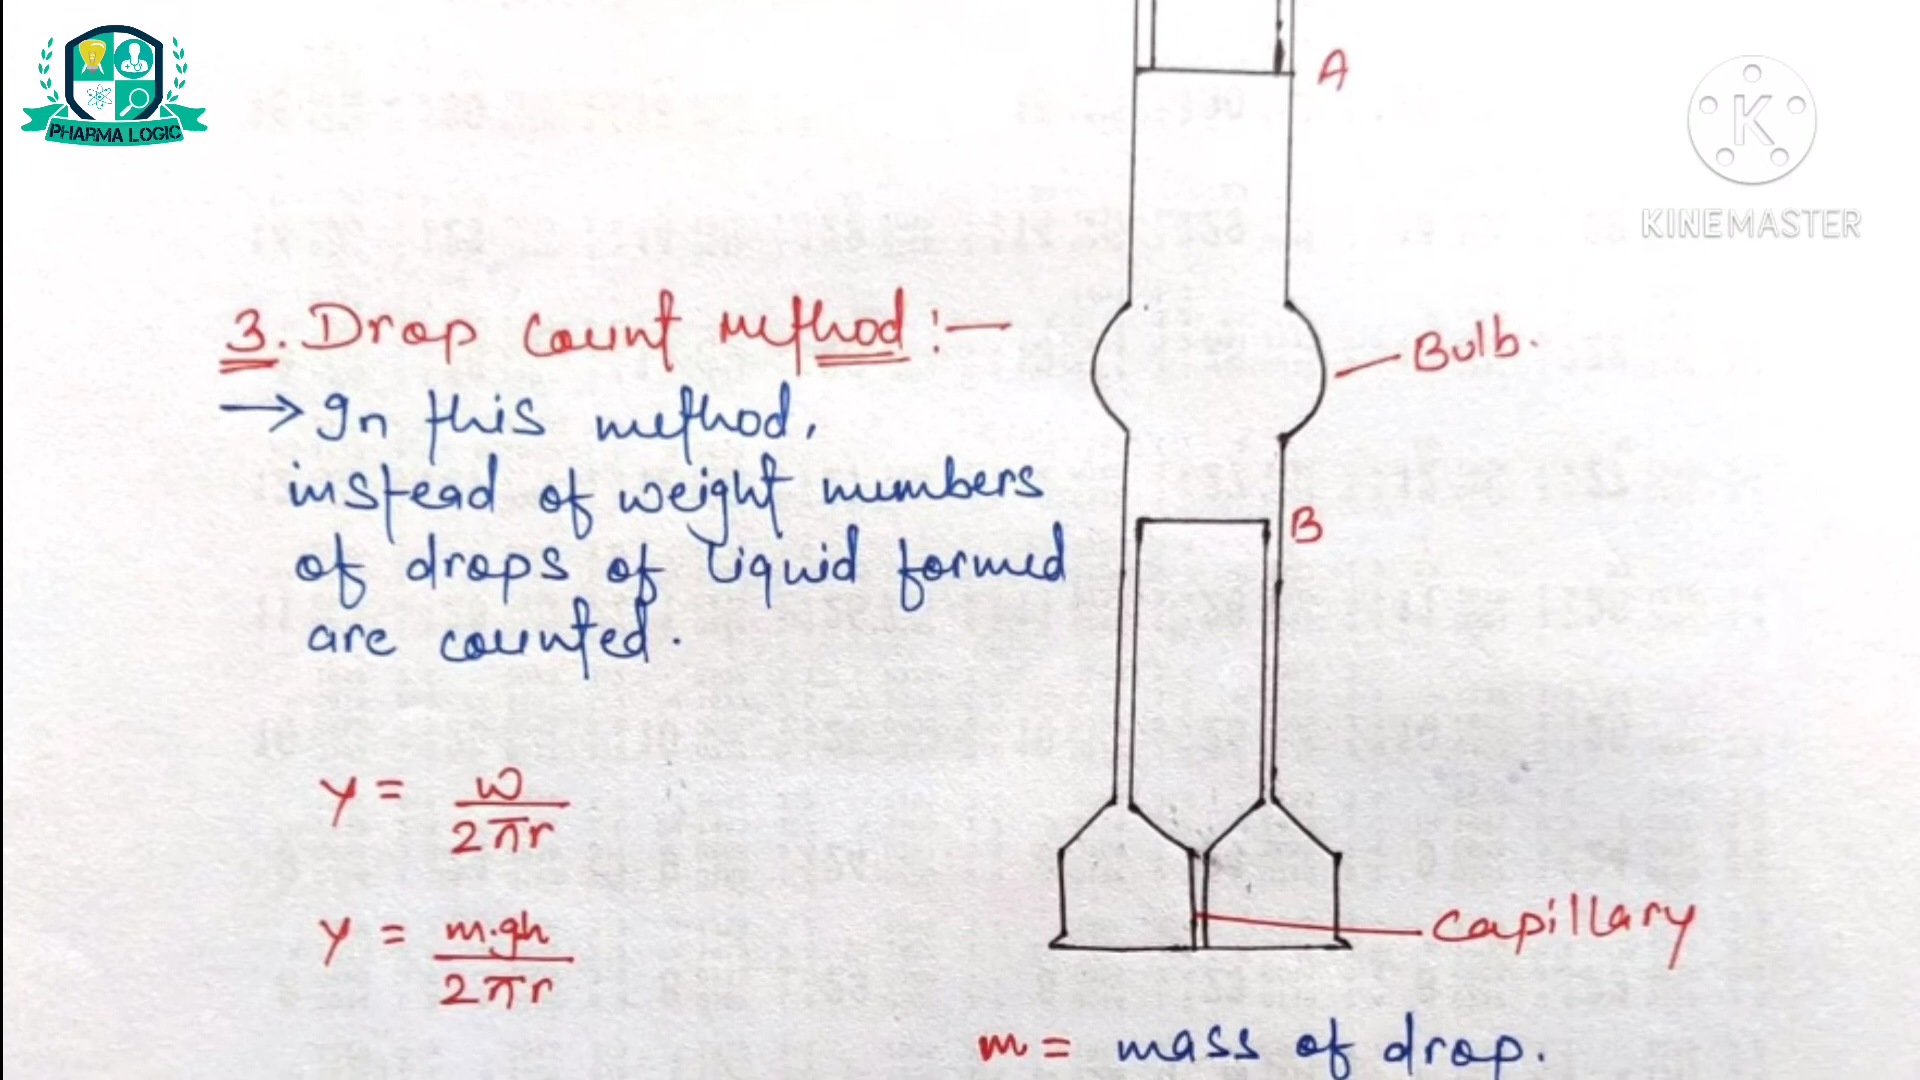 PHARMA LOGIC
KINEMASTER
A
3. Drop Count method :—
Bulb.
→ In this method,
instead of weight numbers
B
of drops of liquid formed
are counted.
γ = w / 2πr
γ = m.gh / 2πr
Capillary
m = mass of drop.